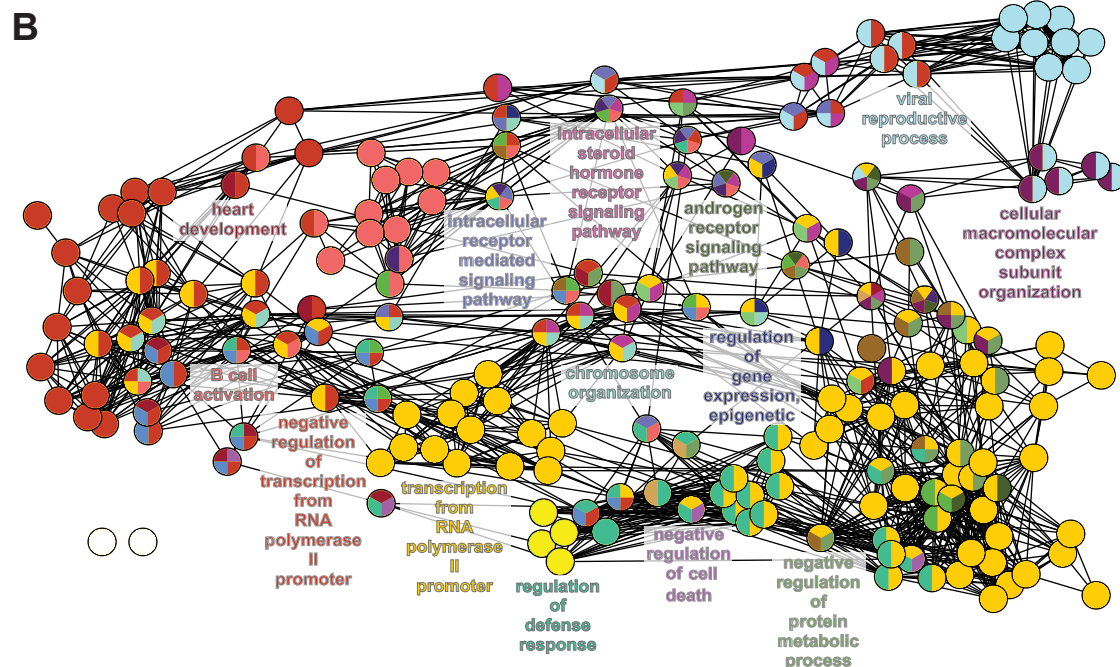 B
viral
reproductive
process
intracellular
steroid
hormone
receptor
signaling
pathway
heart
development
intracellular
receptor
mediated
signaling
pathway
androgen
receptor
signaling
pathway
cellular
macromolecular
complex
subunit
organization
B cell
activation
chromosome
organization
regulation
of
gene
expression,
epigenetic
negative
regulation
of
transcription
from
RNA
polymerase
II
promoter
transcription
from
RNA
polymerase
II
promoter
regulation
of
defense
response
negative
regulation
of cell
death
negative
regulation
of
protein
metabolic
process